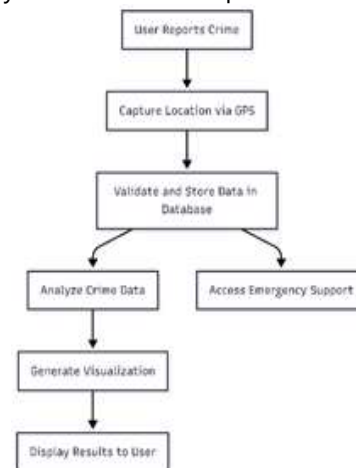 User Reports Crime
Capture Location via GPS
Validate and Store Data in
Database
Analyze Crime Data
Access Emergency Support
Generate Visualization
Display Results to User